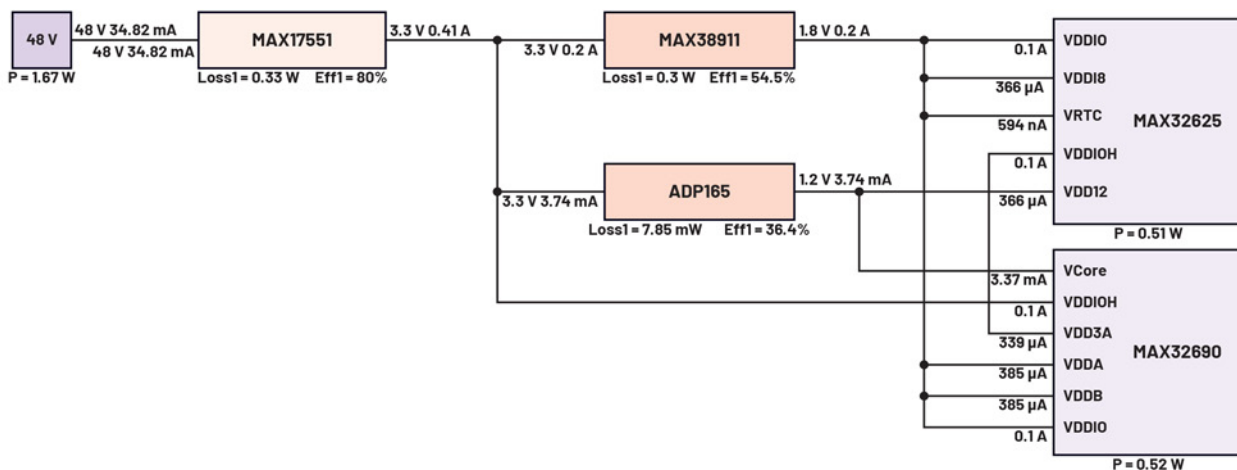 48 V
P = 1.67 W
48 V 34.82 mA
48 V 34.82 mA
MAX17551
Loss1 = 0.33 W Eff1 = 80%
3.3 V 0.41 A
3.3 V 0.2 A
MAX38911
Loss1 = 0.3 W Eff1 = 54.5%
1.8 V 0.2 A
3.3 V 3.74 mA
ADP165
Loss1 = 7.85 mW Eff1 = 36.4%
1.2 V 3.74 mA
0.1 A
VDDIO
366 µA
VDDI8
594 nA
VRTC
0.1 A
VDDIOH
366 µA
VDD12
MAX32625
P = 0.51 W
3.37 mA
VCore
0.1 A
VDDIOH
339 µA
VDD3A
385 µA
VDDA
385 µA
VDDB
0.1 A
VDDIO
MAX32690
P = 0.52 W